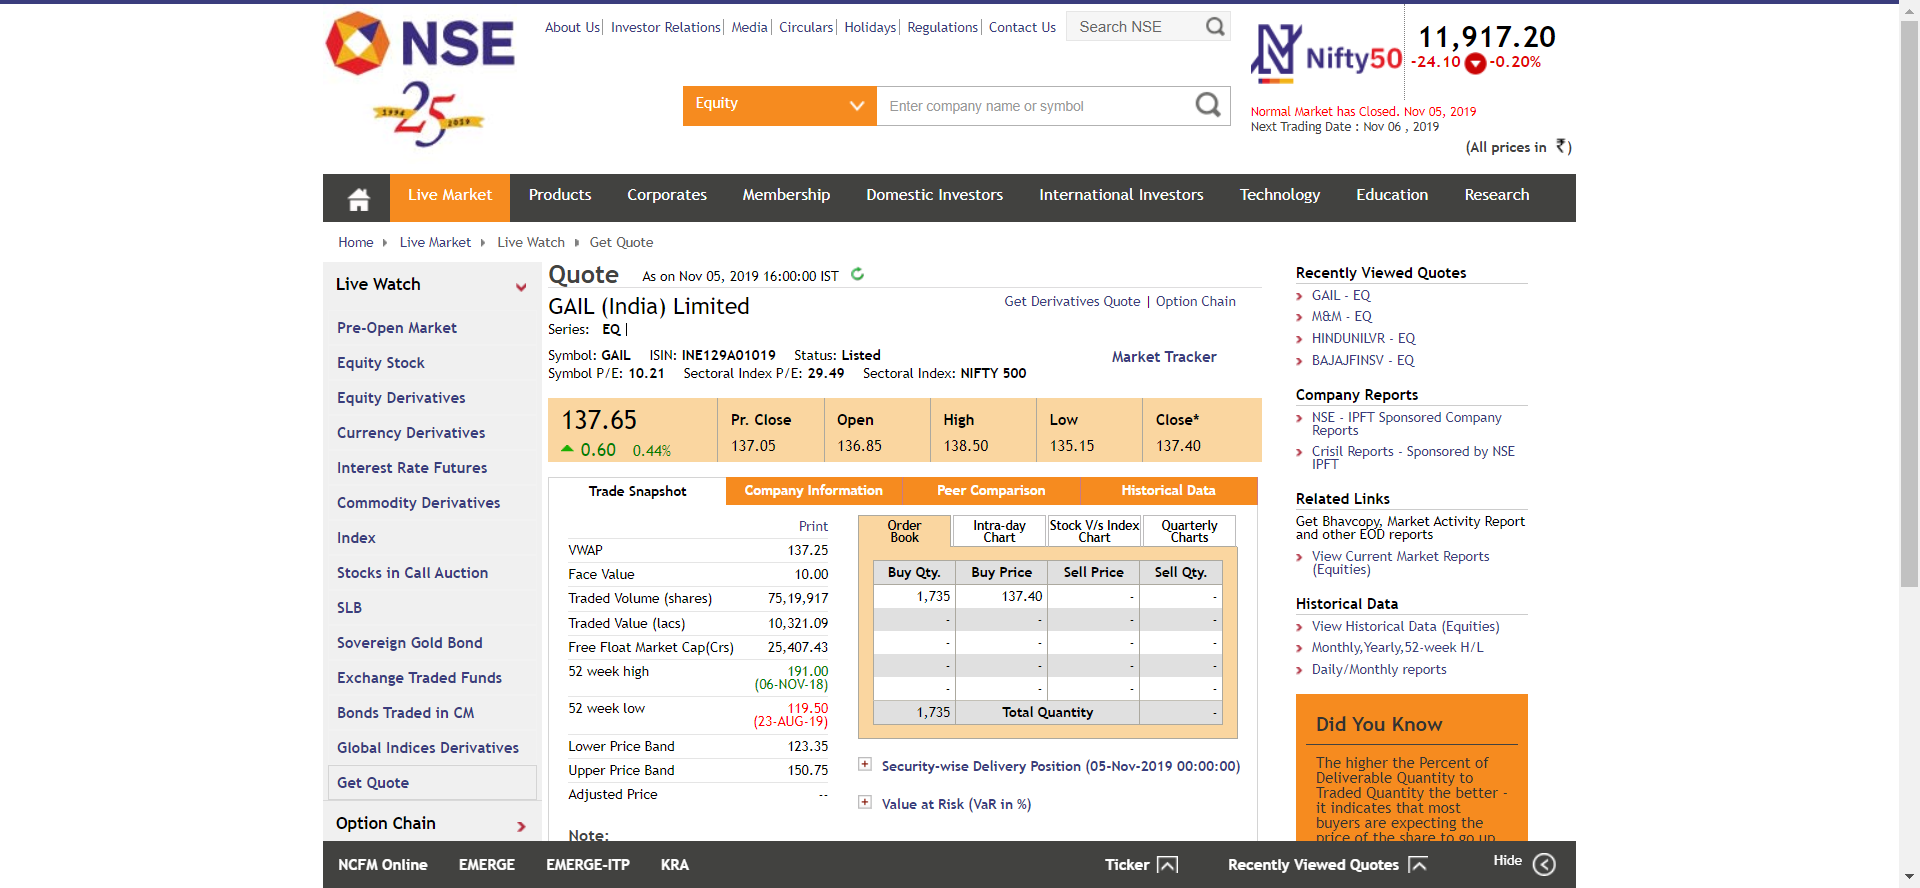 NSE
1994 25 2019
About Us| Investor Relations| Media| Circulars| Holidays| Regulations| Contact Us
Search NSE
Equity
Enter company name or symbol
Nifty50
11,917.20
-24.10 -0.20%
Normal Market has Closed. Nov 05, 2019
Next Trading Date : Nov 06 , 2019
(All prices in ₹)
Live Market Products Corporates Membership Domestic Investors International Investors Technology Education Research
Home Live Market Live Watch Get Quote
Live Watch
Pre-Open Market
Equity Stock
Equity Derivatives
Currency Derivatives
Interest Rate Futures
Commodity Derivatives
Index
Stocks in Call Auction
SLB
Sovereign Gold Bond
Exchange Traded Funds
Bonds Traded in CM
Global Indices Derivatives
Get Quote
Option Chain
Quote As on Nov 05, 2019 16:00:00 IST
GAIL (India) Limited
Get Derivatives Quote | Option Chain
Series: EQ |
Symbol: GAIL ISIN: INE129A01019 Status: Listed
Market Tracker
Symbol P/E: 10.21 Sectoral Index P/E: 29.49 Sectoral Index: NIFTY 500
137.65 Pr. Close Open High Low Close*
0.60 0.44% 137.05 136.85 138.50 135.15 137.40
Trade Snapshot Company Information Peer Comparison Historical Data
Print
VWAP 137.25
Face Value 10.00
Traded Volume (shares) 75,19,917
Traded Value (lacs) 10,321.09
Free Float Market Cap(Crs) 25,407.43
52 week high 191.00
(06-NOV-18)
52 week low 119.50
(23-AUG-19)
Lower Price Band 123.35
Upper Price Band 150.75
Adjusted Price --
Note:
Order Book
Intra-day Chart
Stock V/s Index Chart
Quarterly Charts
Buy Qty. Buy Price Sell Price Sell Qty.
1,735 137.40 - -
- - - -
- - - -
- - - -
- - - -
1,735 Total Quantity -
Security-wise Delivery Position (05-Nov-2019 00:00:00)
Value at Risk (VaR in %)
Recently Viewed Quotes
GAIL - EQ
M&M - EQ
HINDUNILVR - EQ
BAJAJFINSV - EQ
Company Reports
NSE - IPFT Sponsored Company
Reports
Crisil Reports - Sponsored by NSE
IPFT
Related Links
Get Bhavcopy, Market Activity Report
and other EOD reports
View Current Market Reports
(Equities)
Historical Data
View Historical Data (Equities)
Monthly,Yearly,52-week H/L
Daily/Monthly reports
Did You Know
The higher the Percent of
Deliverable Quantity to
Traded Quantity the better -
it indicates that most
buyers are expecting the
price of the share to go up
NCFM Online EMERGE EMERGE-ITP KRA Ticker Recently Viewed Quotes Hide